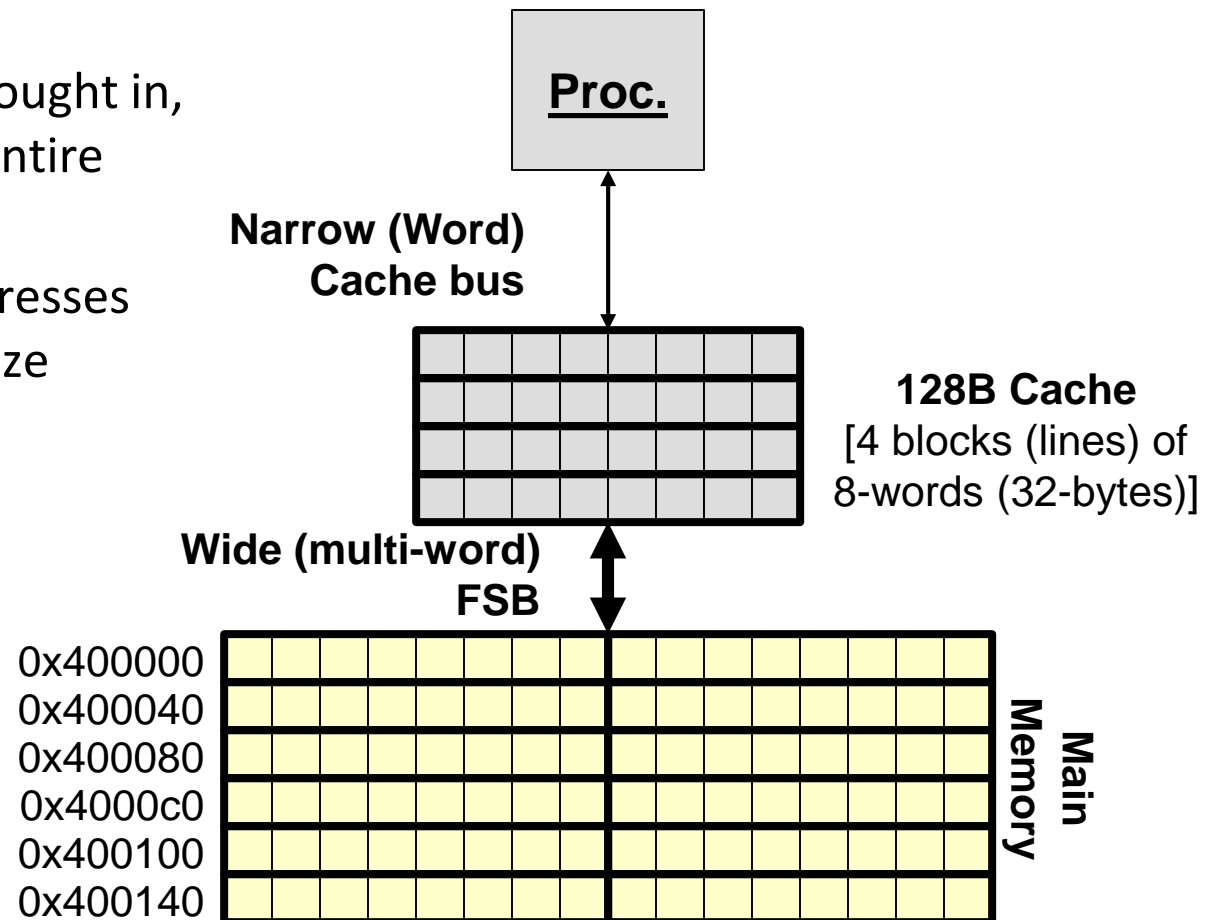 Proc.
ought in,
ntire
Narrow (Word)
Cache bus
resses
ze
128B Cache
[4 blocks (lines) of
8-words (32-bytes)]
Wide (multi-word)
FSB
0x400000
0x400040
0x400080
0x4000c0
0x400100
0x400140
Main
Memory